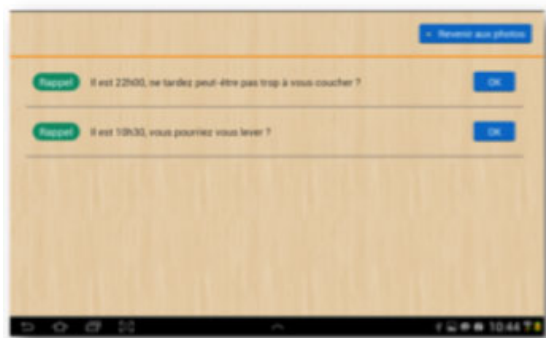 Revenir aux photos
Rappel Il est 22h00, ne tardez peut-être pas trop à vous coucher ? OK
Rappel Il est 10h30, vous pourriez vous lever ? OK
10:44